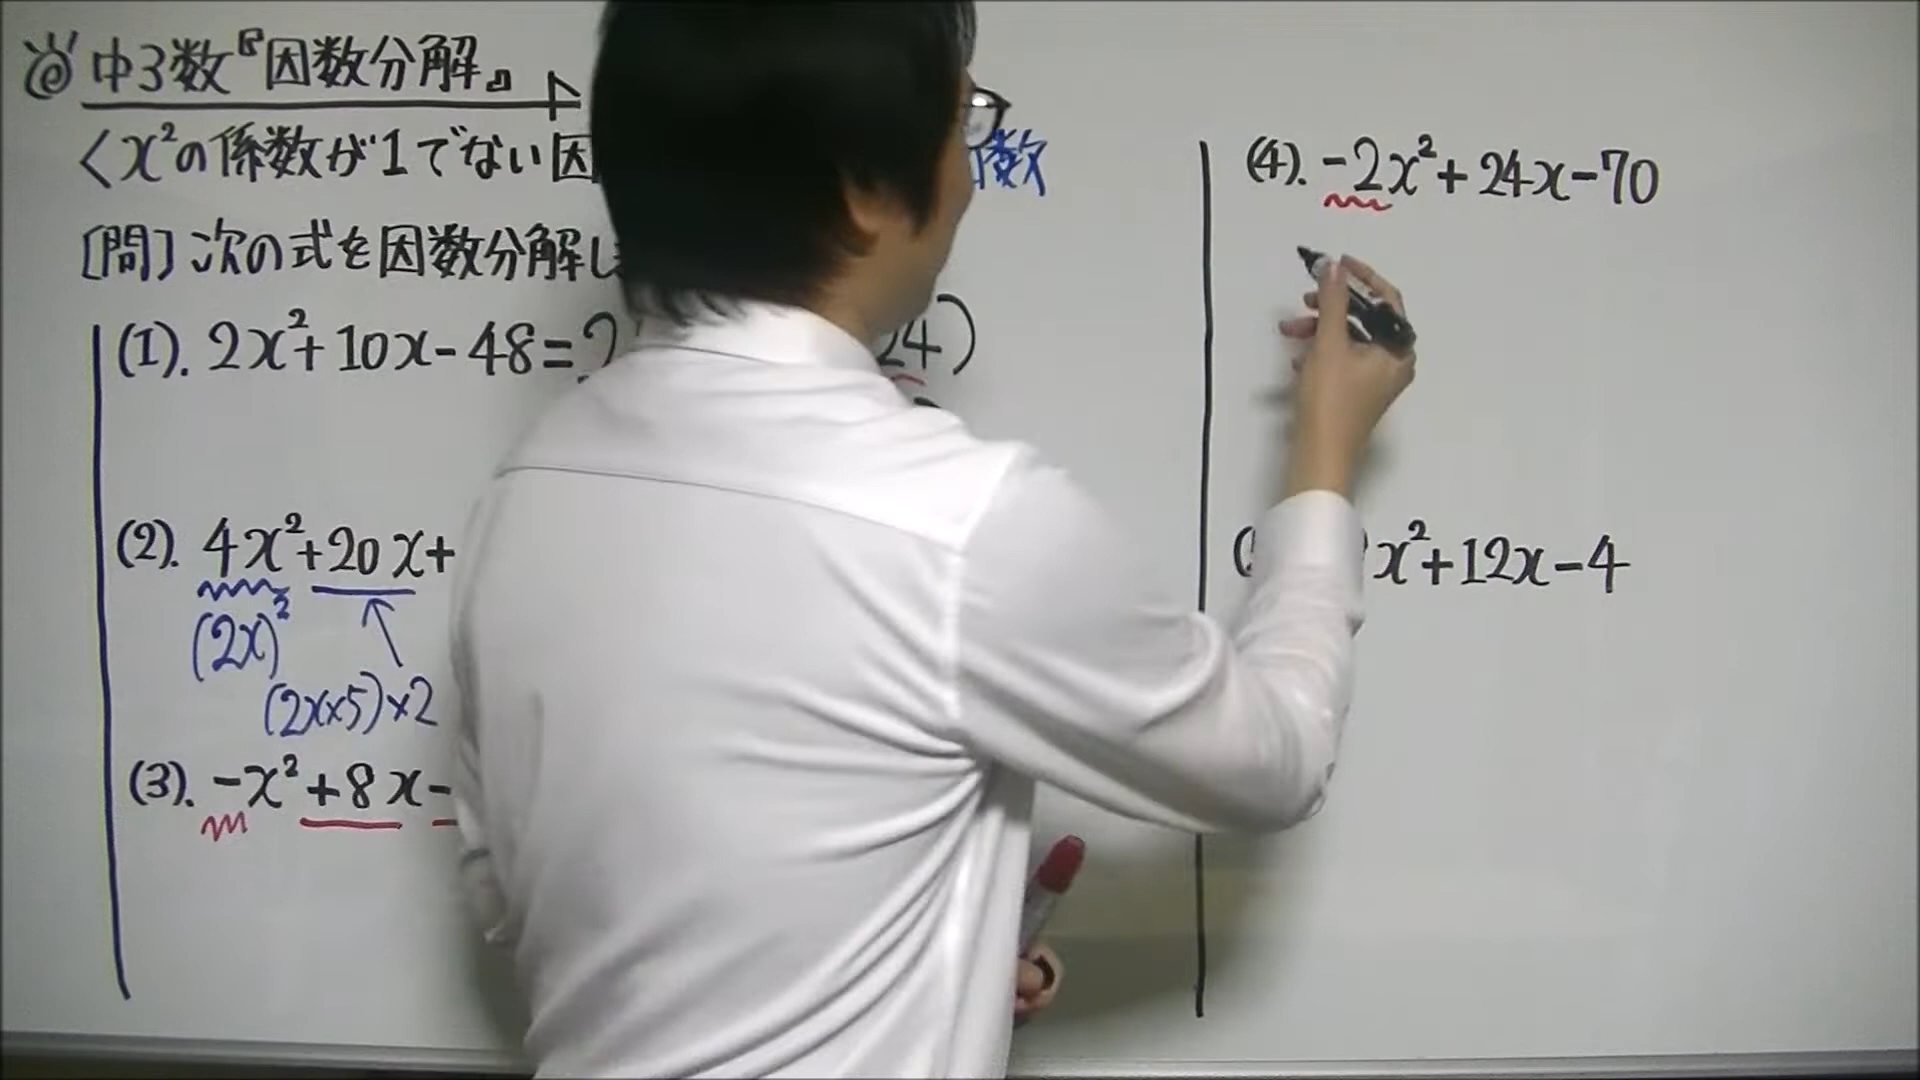 中3数『因数分解』
〈x²の係数が1でない因
数
[問]次の式を因数分解し
(1). 2x²+10x-48=2
24)
(2). 4x²+20x+
(2x)²
(2x×5)×2
(3). -x²+8x-
(4). -2x²+24x-70
x²+12x-4